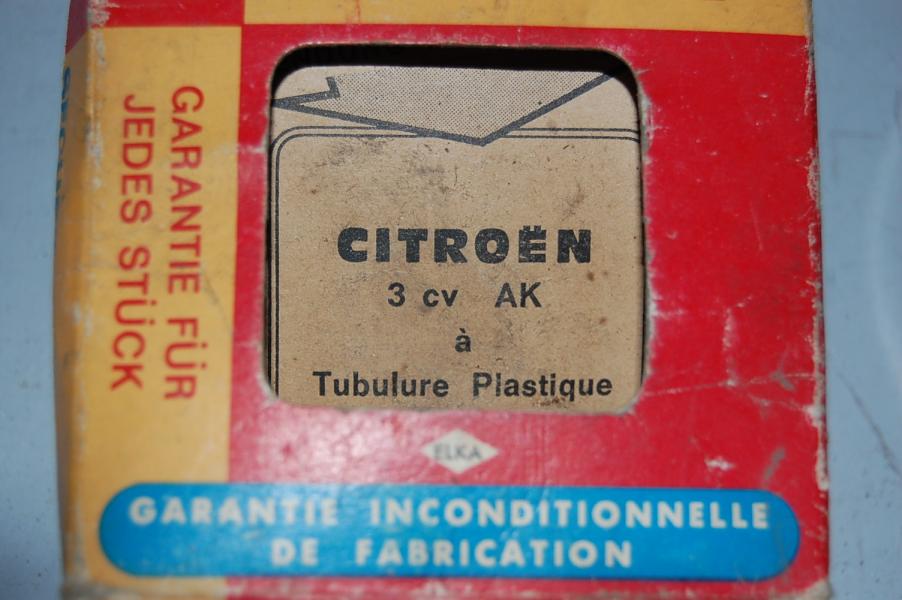 GARANTIE FÜR
JEDES STÜCK
CITROËN
3 cv AK
à
Tubulure Plastique
ELKA
GARANTIE INCONDITIONNELLE
DE FABRICATION